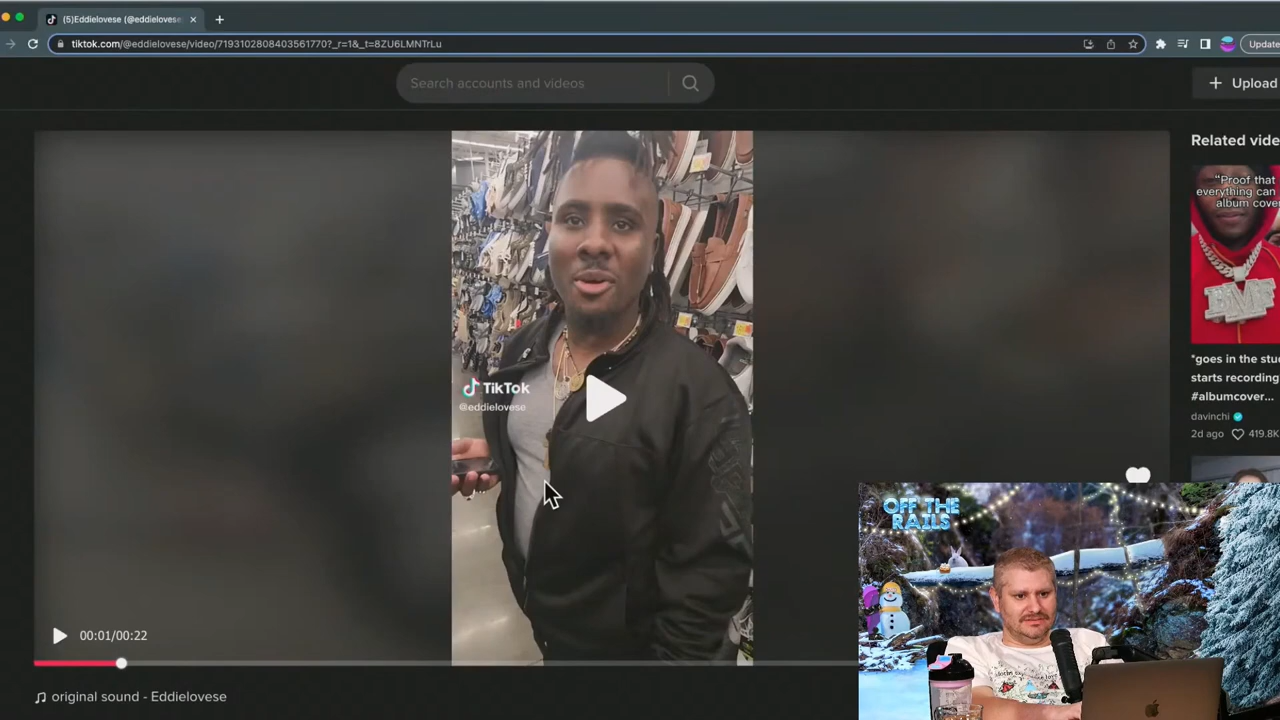 (5)Eddielovese (@eddielovese
tiktok.com/@eddielovese/video/7193102808403561770?_r=1&_t=8ZU6LMNTrLu
Update
Search accounts and videos
Upload
Related vide
"Proof that
everything can
album cove
TikTok
@eddielovese
*goes in the stu
starts recording
#albumcover...
davinchi
2d ago 419.8K
OFF THE
RAILS
00:01/00:22
original sound - Eddielovese